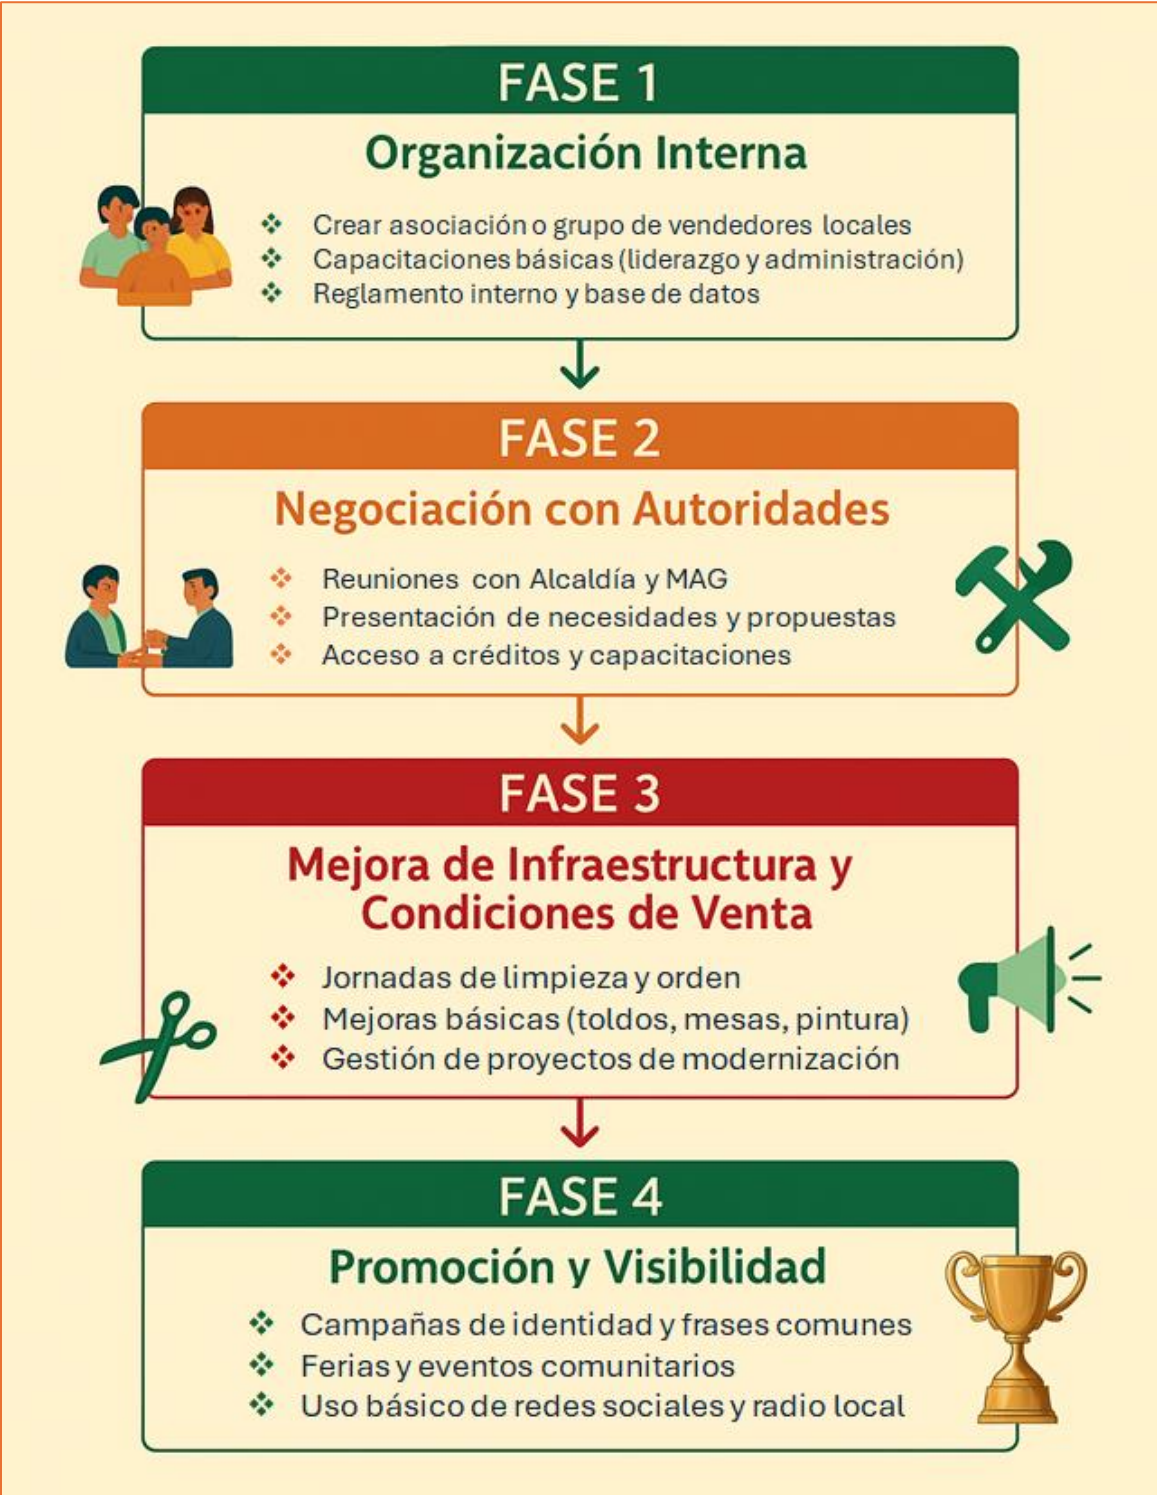 FASE 1
Organización Interna
Crear asociación o grupo de vendedores locales
Capacitaciones básicas (liderazgo y administración)
Reglamento interno y base de datos
FASE 2
Negociación con Autoridades
Reuniones con Alcaldía y MAG
Presentación de necesidades y propuestas
Acceso a créditos y capacitaciones
FASE 3
Mejora de Infraestructura y
Condiciones de Venta
Jornadas de limpieza y orden
Mejoras básicas (toldos, mesas, pintura)
Gestión de proyectos de modernización
FASE 4
Promoción y Visibilidad
Campañas de identidad y frases comunes
Ferias y eventos comunitarios
Uso básico de redes sociales y radio local